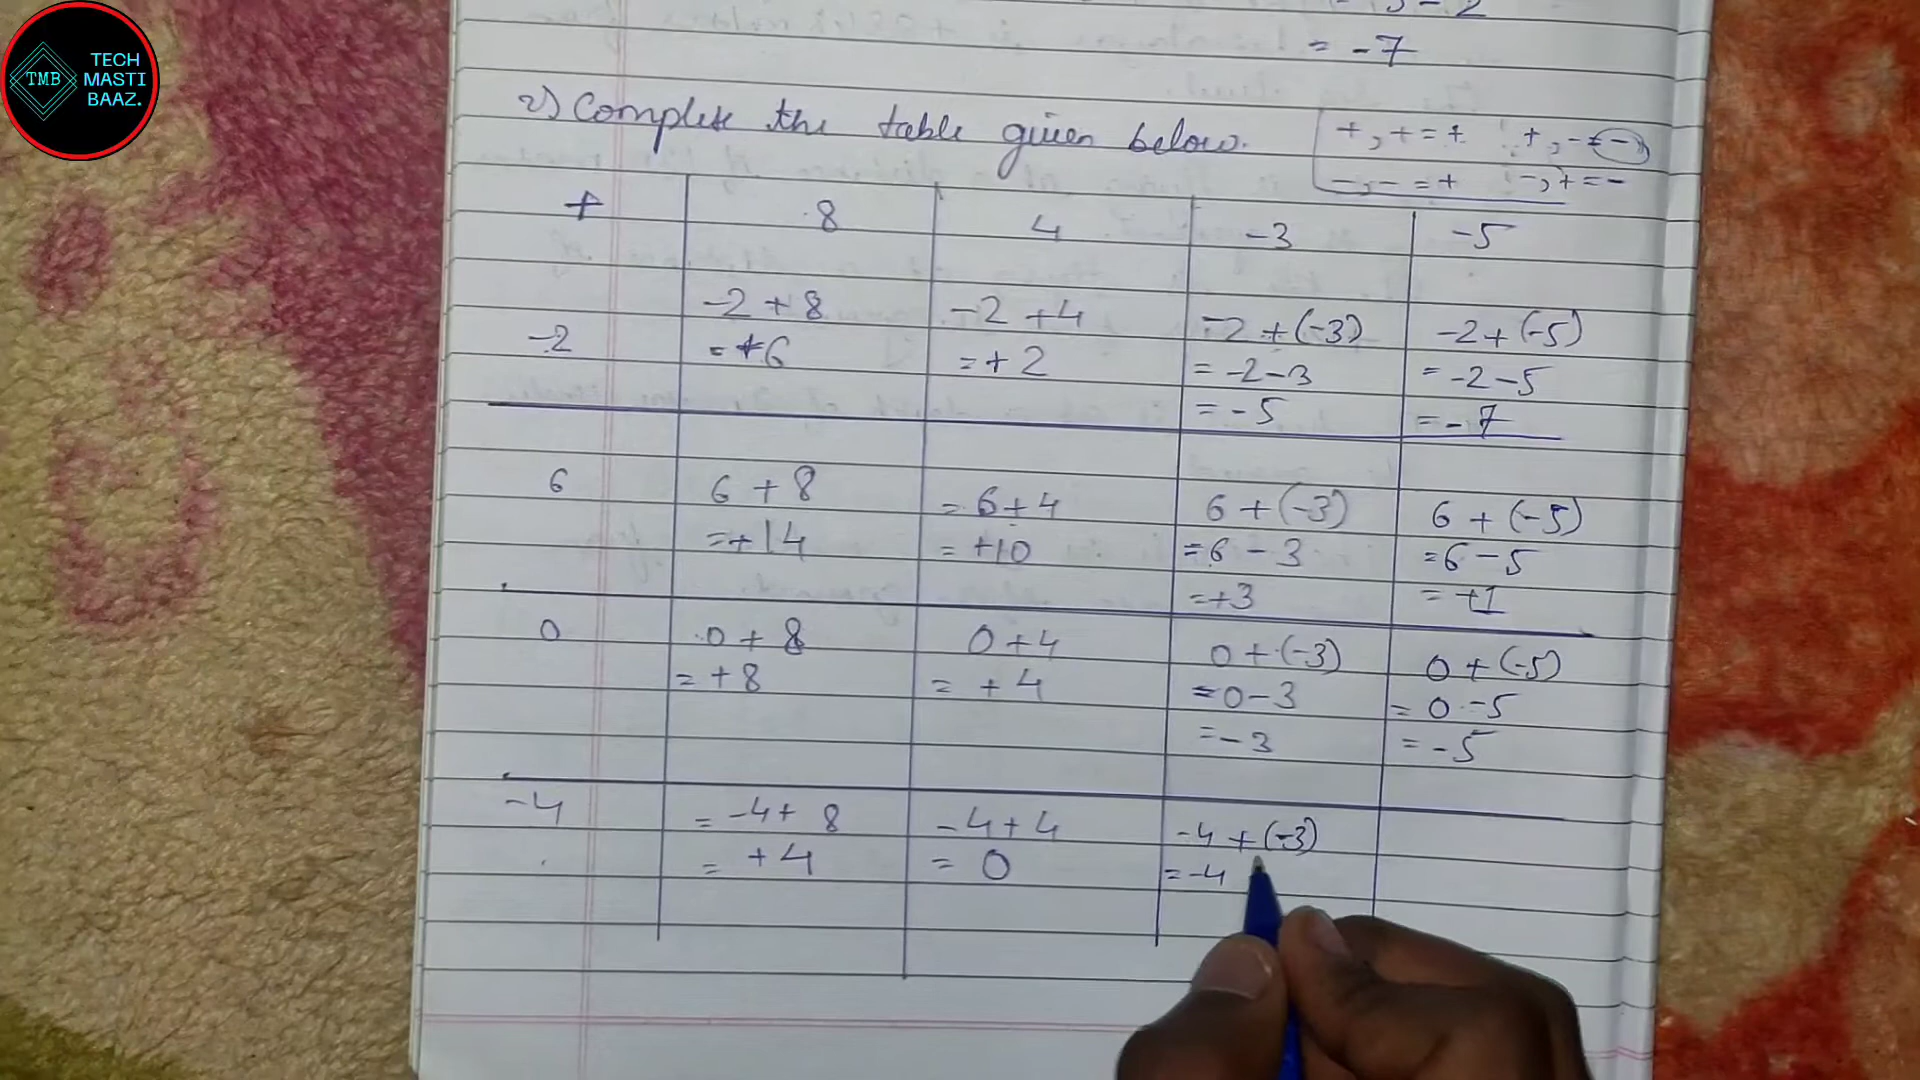 TECH
MASTI
TMB
BAAZ.
= -7
2) Complete the table given below.
+, + = +  +, - = -
-, - = +  -, + = -
+  8  4  -3  -5
-2 + 8  -2 + 4  -2 + (-3)  -2 + (-5)
-2  = +6  = +2  = -2 - 3  = -2 - 5
= -5  = -7
6  6 + 8  = 6 + 4  6 + (-3)  6 + (-5)
= +14  = +10  = 6 - 3  = 6 - 5
= +3  = +1
0  0 + 8  0 + 4  0 + (-3)  0 + (-5)
= +8  = +4  = 0 - 3  = 0 - 5
= -3  = -5
-4  = -4 + 8  -4 + 4  -4 + (-3)
= +4  = 0  = -4